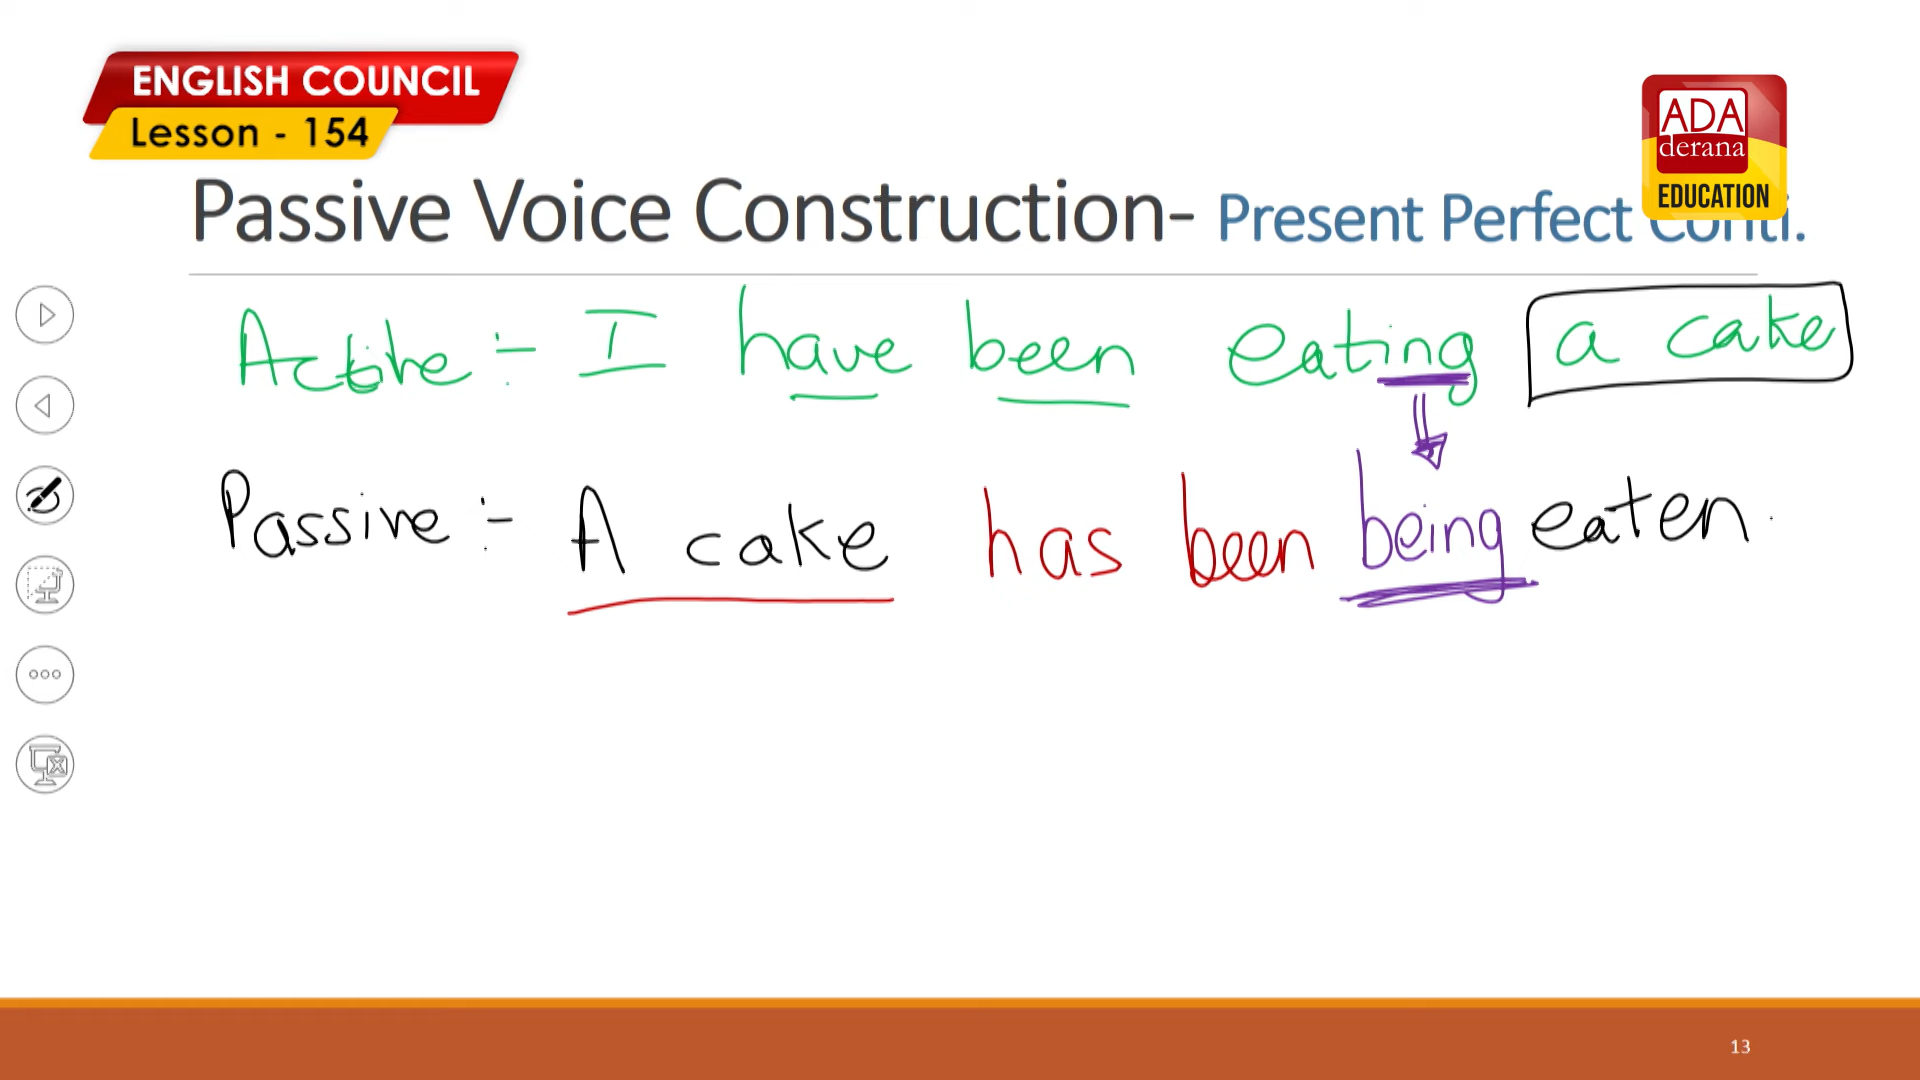 ENGLISH COUNCIL
Lesson - 154
ADA
derana
EDUCATION
Passive Voice Construction- Present Perfect Conti.
Active :- I have been eating a cake
Passive :- A cake has been being eaten.
13